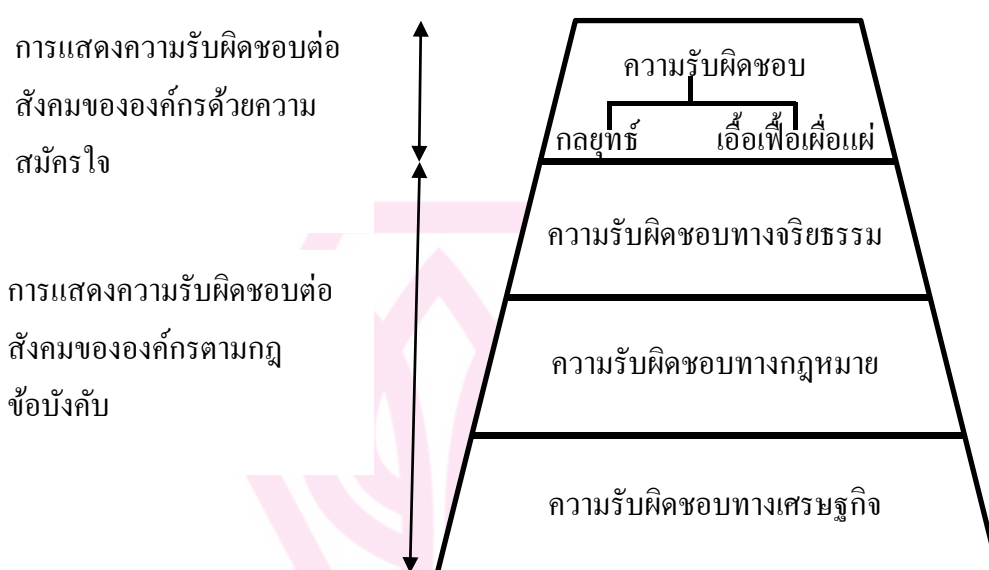 การแสดงความรับผิดชอบต่อ
สังคมขององค์กรด้วยความ
สมัครใจ
ความรับผิดชอบ
กลยุทธ์ เอื้อเฟื้อเผื่อแผ่
ความรับผิดชอบทางจริยธรรม
การแสดงความรับผิดชอบต่อ
สังคมขององค์กรตามกฎ
ข้อบังคับ
ความรับผิดชอบทางกฎหมาย
ความรับผิดชอบทางเศรษฐกิจ